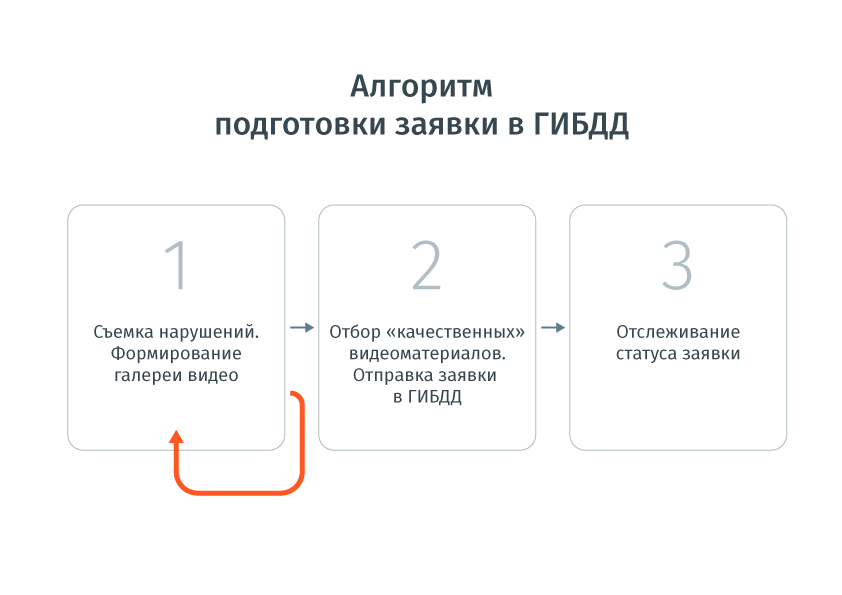 Алгоритм
подготовки заявки в ГИБДД
1
Съемка нарушений.
Формирование
галереи видео
2
Отбор «качественных»
видеоматериалов.
Отправка заявки
в ГИБДД
3
Отслеживание
статуса заявки